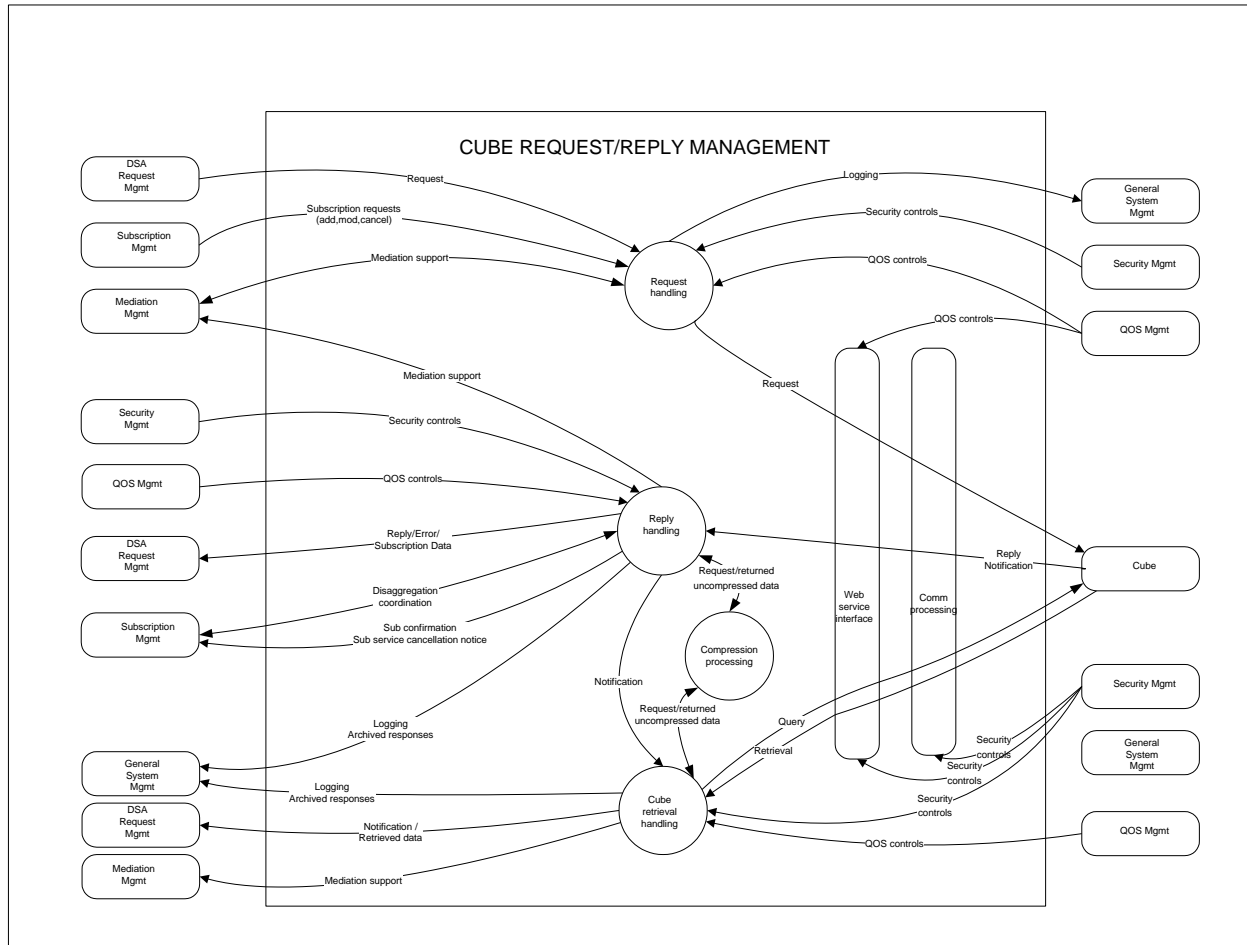 CUBE REQUEST/REPLY MANAGEMENT
DSA
Request
Mgmt
Request
Logging
General
System
Mgmt
Subscription requests
(add,mod,cancel)
Security controls
Subscription
Mgmt
Mediation support
QOS controls
Security Mgmt
Request
handling
Mediation
Mgmt
QOS controls
QOS Mgmt
Mediation support
Request
Security
Mgmt
Security controls
QOS Mgmt
QOS controls
Reply
handling
DSA
Request
Mgmt
Reply/Error/
Subscription Data
Reply
Notification
Cube
Request/returned
uncompressed data
Disaggregation
coordination
Web
service
interface
Comm
processing
Subscription
Mgmt
Sub confirmation
Sub service cancellation notice
Compression
processing
Notification
Security Mgmt
Request/returned
uncompressed data
Logging
Archived responses
Query
Retrieval
Security
controls
General
System
Mgmt
General
System
Mgmt
Security
controls
Logging
Archived responses
Security
controls
DSA
Request
Mgmt
Cube
retrieval
handling
Notification /
Retrieved data
QOS controls
QOS Mgmt
Mediation
Mgmt
Mediation support